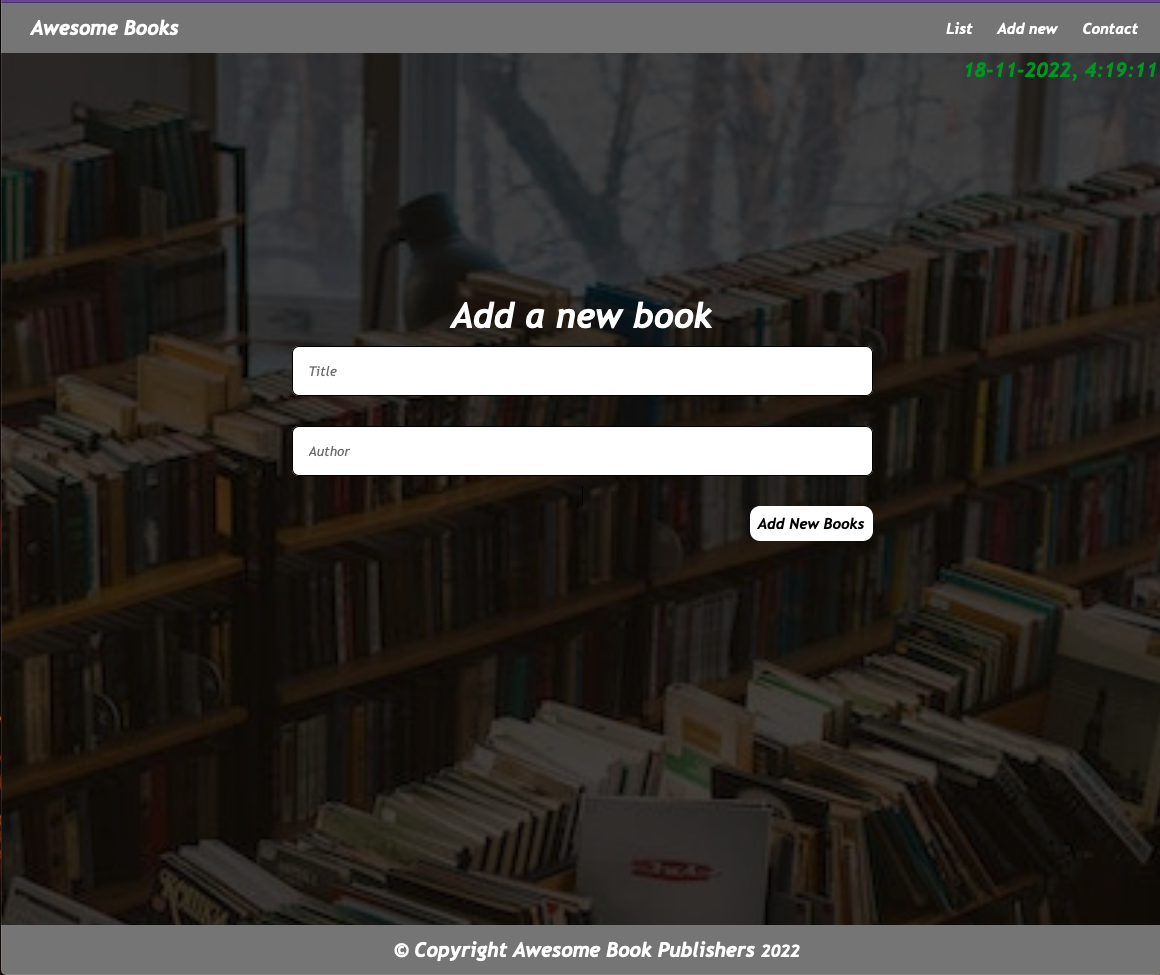 Awesome Books
List Add new Contact
18-11-2022, 4:19:11
Add a new book
Title
Author
Add New Books
© Copyright Awesome Book Publishers 2022